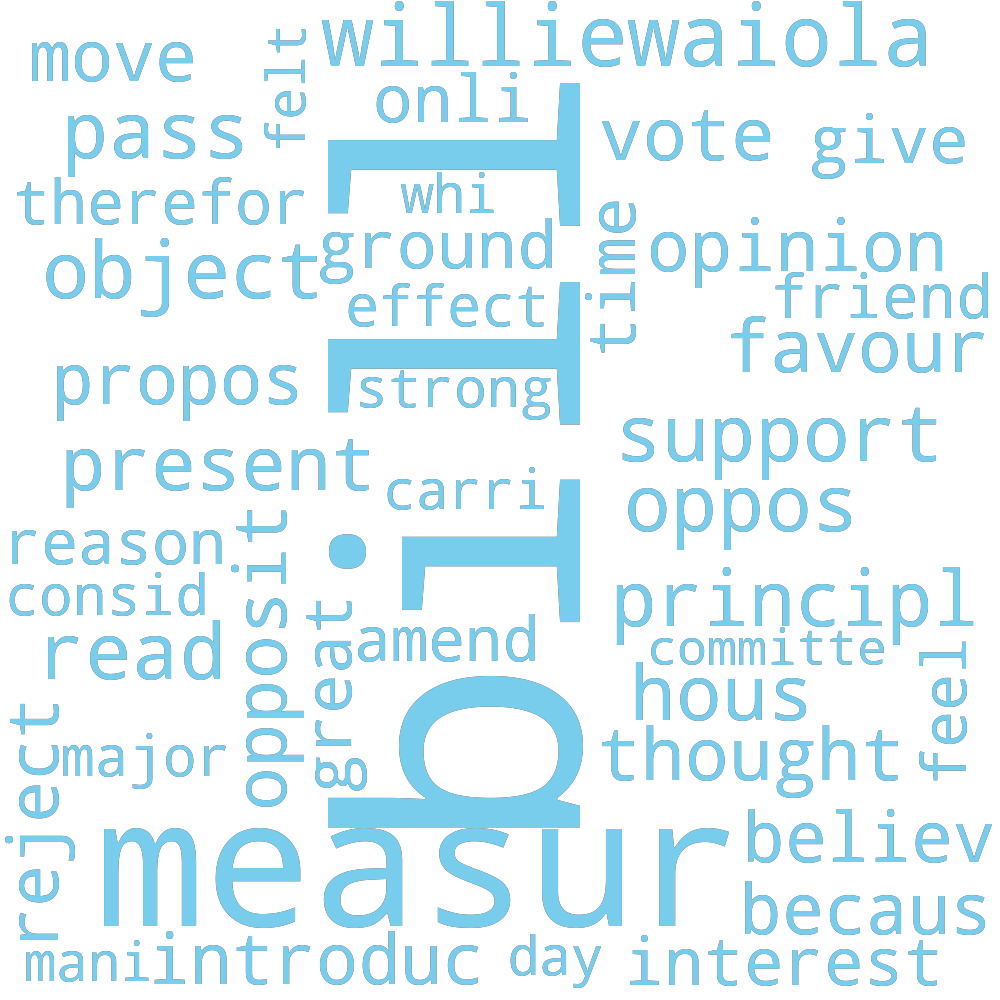 williewaiola
move
felt
onli
pass
vote
give
therefor
whi
time
ground
opinion
object
friend
effect
favour
propos
strong
bill
support
present
carri
oppos
reason
opposit
consid
principl
great
amend
committe
read
hous
feel
thought
major
reject
measur
believ
becaus
mani
introduc
day
interest